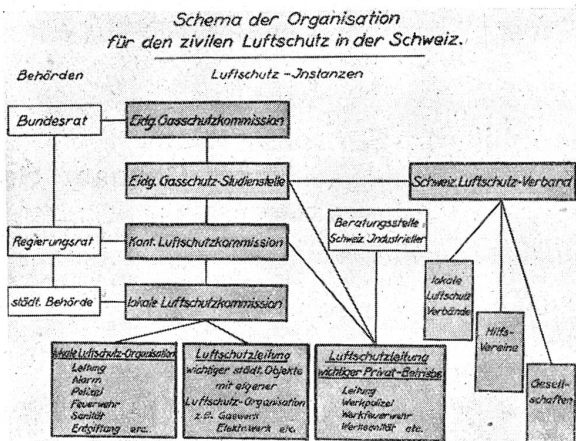 Schema der Organisation
für den zivilen Luftschutz in der Schweiz.
Behörden
Luftschutz-Instanzen
Bundesrat
Eidg. Gasschutzkommission
Eidg. Gasschutz-Studienstelle
Schweiz. Luftschutz-Verband
Beratungsstelle
Schweiz. Industrieller
Regierungsrat
Kant. Luftschutzkommission
städt. Behörde
lokale Luftschutzkommission
lokale
Luftschutz
Verbände
Hilfs-
Vereine
Gesell-
schaften
lokale Luftschutz-Organisation
Leitung
Alarm
Polizei
Feuerwehr
Sanität
Entgiftung etc.
Luftschutzleitung
wichtiger städt. Objekte
mit eigener
Luftschutz-Organisation
z.B. Gaswerk
Elektr. Werk etc.
Luftschutzleitung
wichtiger Privat-Betriebe
Leitung
Werkpolizei
Werkfeuerwehr
Werksanität etc.